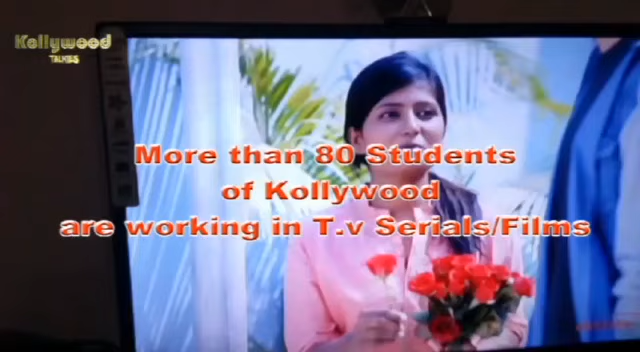 Kollywood
TALKIES
More than 80 Students
of Kollywood
are working in T.v Serials/Films